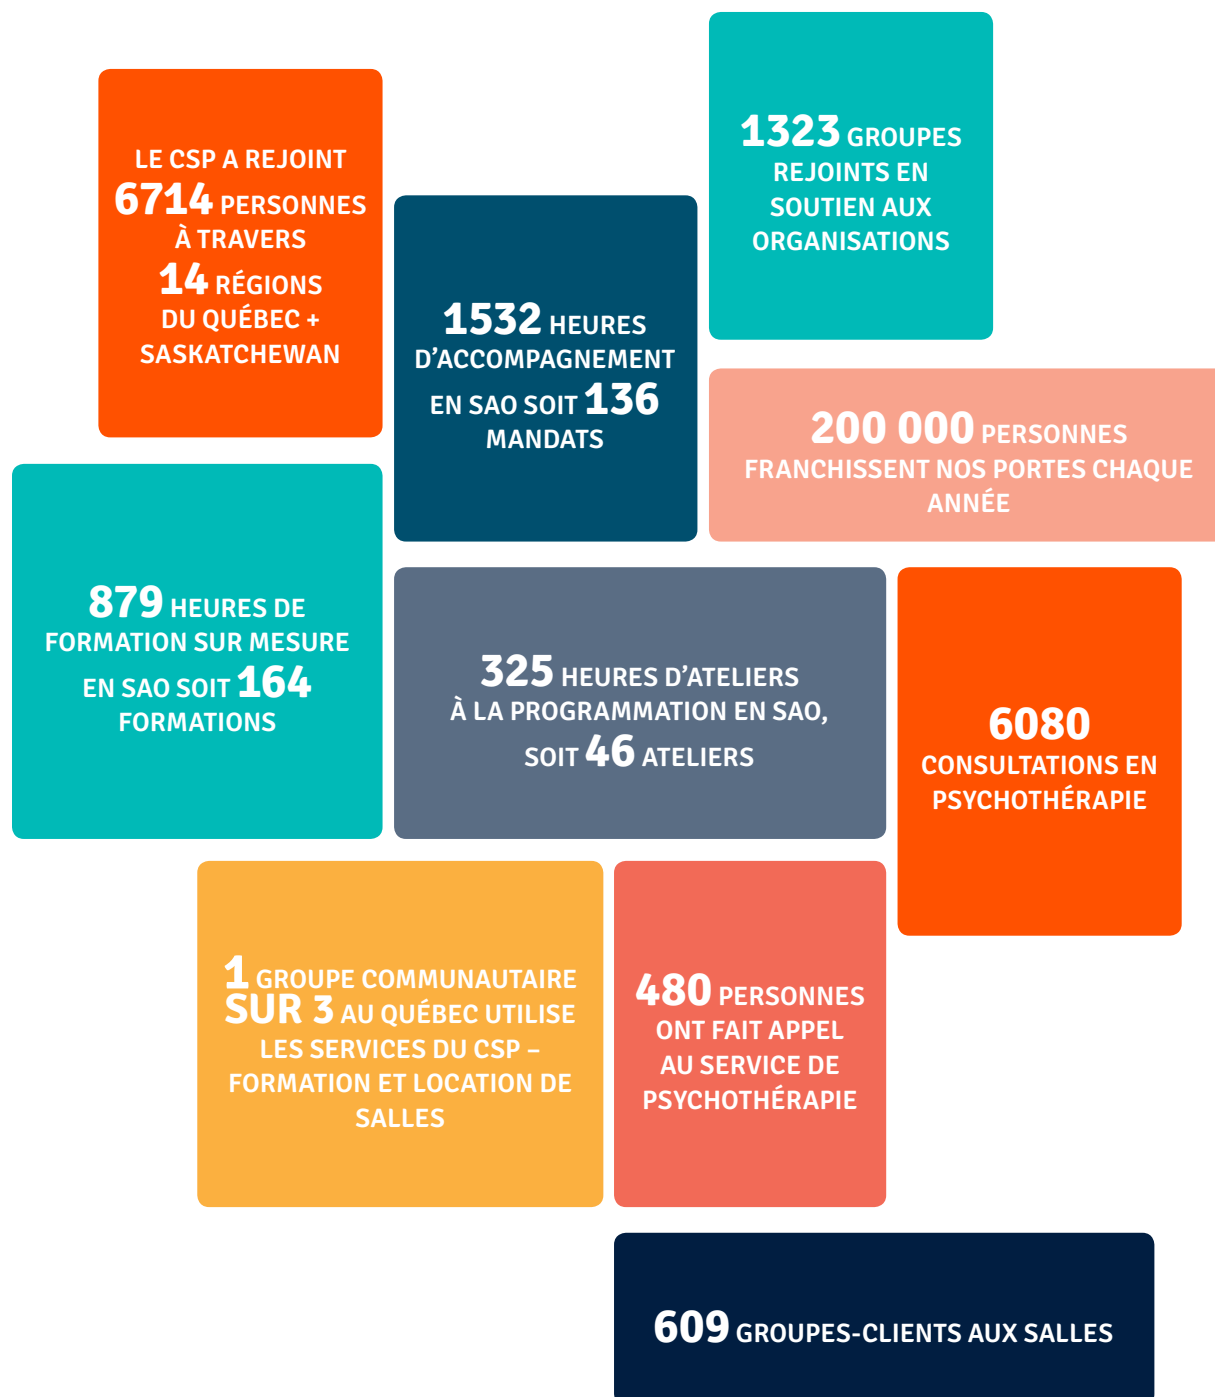 LE CSP A REJOINT
6714 PERSONNES
À TRAVERS
14 RÉGIONS
DU QUÉBEC +
SASKATCHEWAN
1323 GROUPES
REJOINTS EN
SOUTIEN AUX
ORGANISATIONS
1532 HEURES
D’ACCOMPAGNEMENT
EN SAO SOIT 136
MANDATS
200 000 PERSONNES
FRANCHISSENT NOS PORTES CHAQUE
ANNÉE
879 HEURES DE
FORMATION SUR MESURE
EN SAO SOIT 164
FORMATIONS
325 HEURES D’ATELIERS
À LA PROGRAMMATION EN SAO,
SOIT 46 ATELIERS
6080
CONSULTATIONS EN
PSYCHOTHÉRAPIE
1 GROUPE COMMUNAUTAIRE
SUR 3 AU QUÉBEC UTILISE
LES SERVICES DU CSP –
FORMATION ET LOCATION DE
SALLES
480 PERSONNES
ONT FAIT APPEL
AU SERVICE DE
PSYCHOTHÉRAPIE
609 GROUPES-CLIENTS AUX SALLES